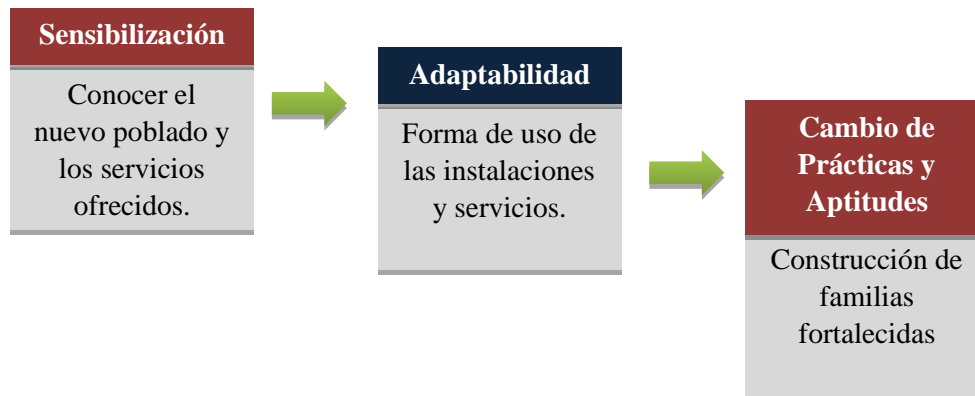 Sensibilización
Conocer el
nuevo poblado y
los servicios
ofrecidos.
Adaptabilidad
Forma de uso de
las instalaciones
y servicios.
Cambio de
Prácticas y
Aptitudes
Construcción de
familias
fortalecidas